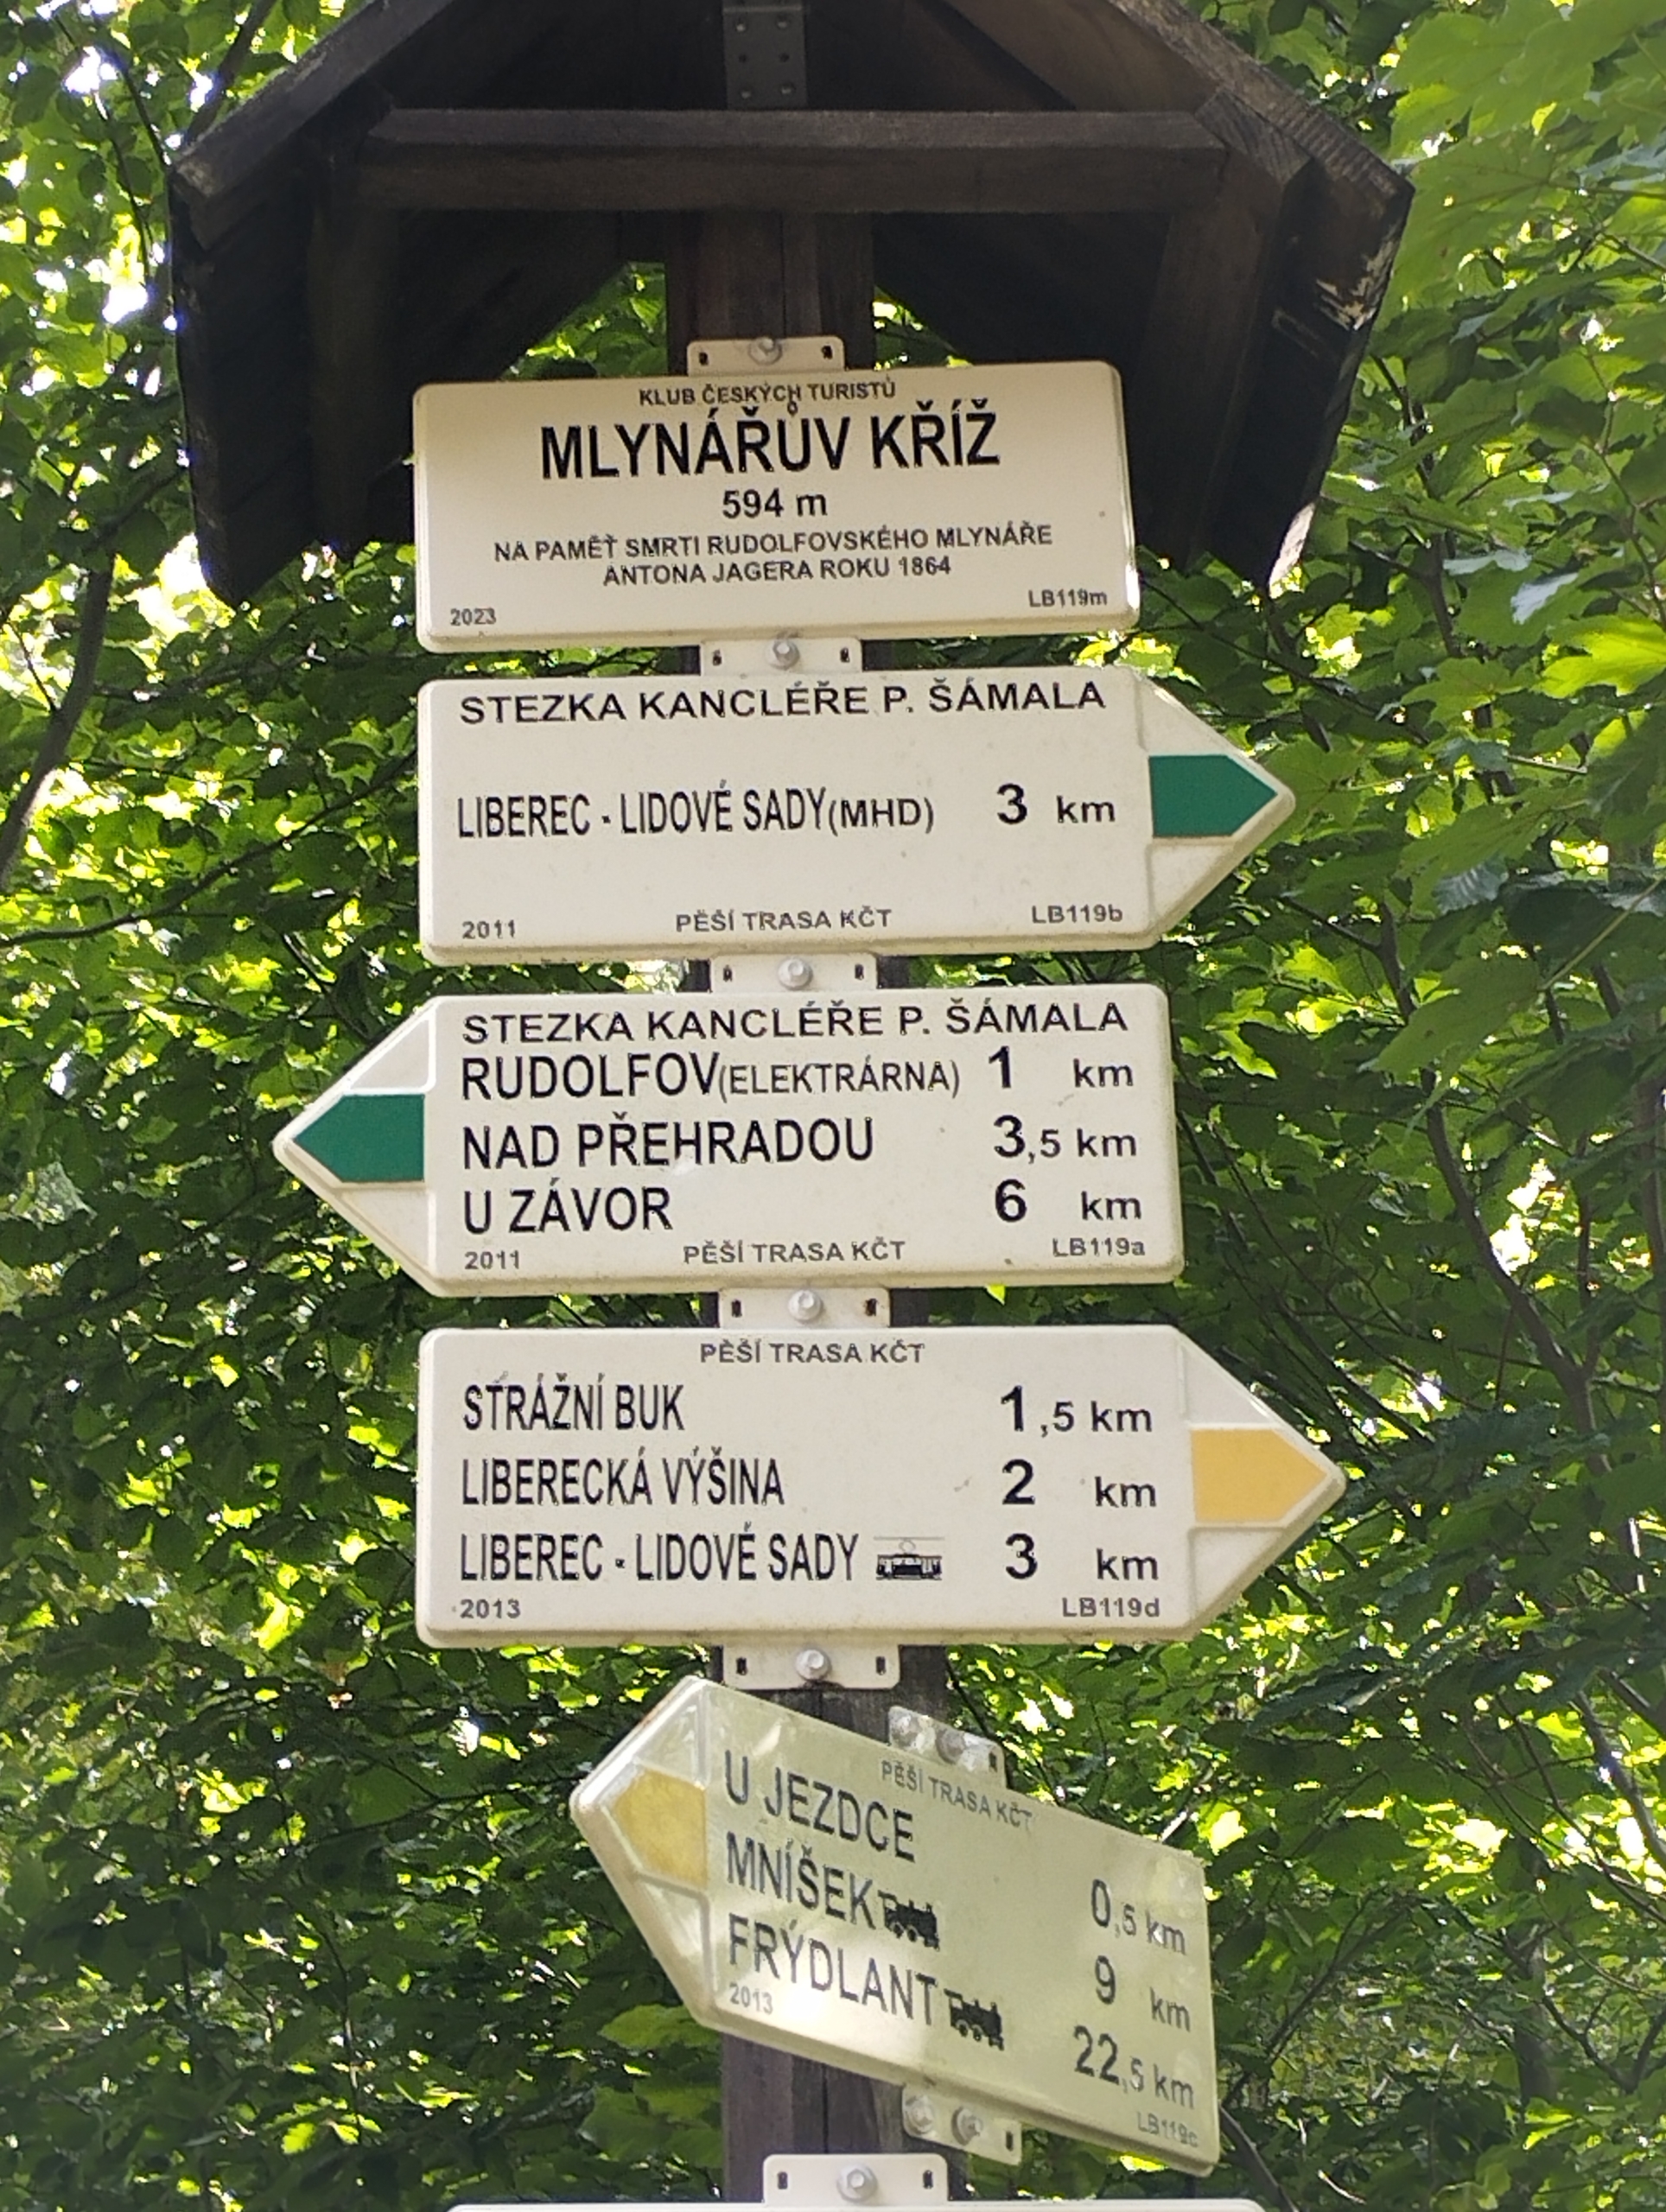 KLUB ČESKÝCH TURISTŮ
MLYNÁŘŮV KŘÍŽ
594 m
NA PAMĚŤ SMRTI RUDOLFOVSKÉHO MLYNÁŘE
ANTONA JAGERA ROKU 1864
2023 LB119m
STEZKA KANCLÉŘE P. ŠÁMALA
LIBEREC - LIDOVÉ SADY(MHD) 3 km
2011 PĚŠÍ TRASA KČT LB119b
STEZKA KANCLÉŘE P. ŠÁMALA
RUDOLFOV(ELEKTRÁRNA) 1 km
NAD PŘEHRADOU 3,5 km
U ZÁVOR 6 km
2011 PĚŠÍ TRASA KČT LB119a
PĚŠÍ TRASA KČT
STRÁŽNÍ BUK 1,5 km
LIBERECKÁ VÝŠINA 2 km
LIBEREC - LIDOVÉ SADY 3 km
2013 LB119d
PĚŠÍ TRASA KČT
U JEZDCE 0,5 km
MNÍŠEK 9 km
FRÝDLANT 22,5 km
2013 LB119c